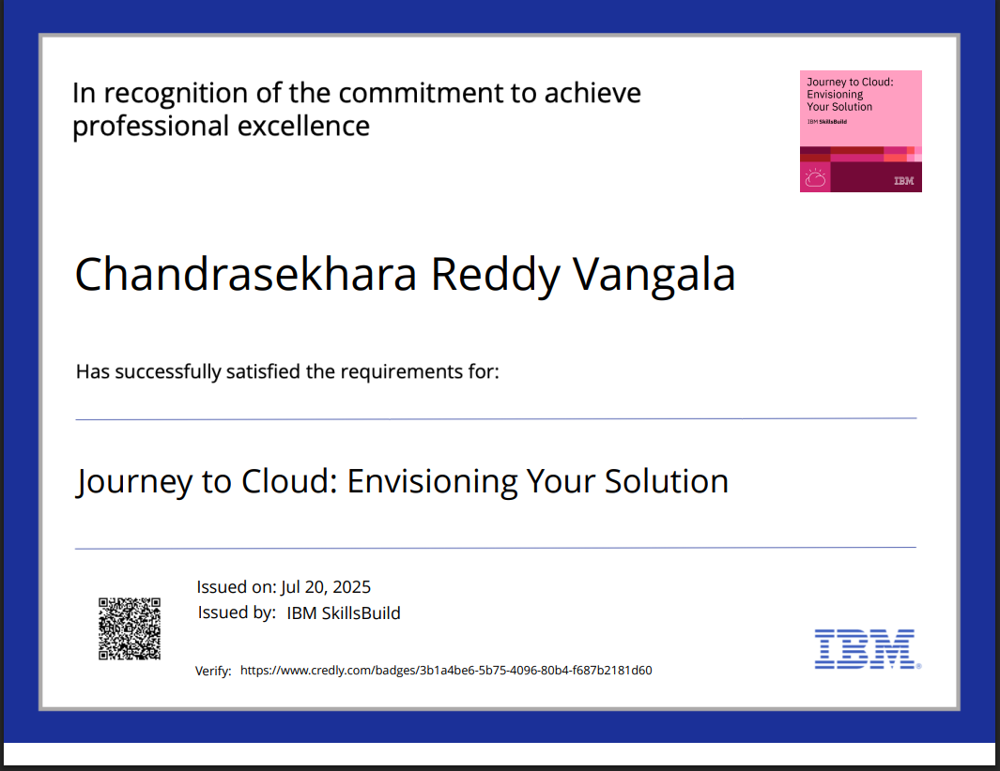 In recognition of the commitment to achieve
professional excellence
Journey to Cloud:
Envisioning
Your Solution
IBM SkillsBuild
IBM
Chandrasekhara Reddy Vangala
Has successfully satisfied the requirements for:
Journey to Cloud: Envisioning Your Solution
Issued on: Jul 20, 2025
Issued by: IBM SkillsBuild
Verify: https://www.credly.com/badges/3b1a4be6-5b75-4096-80b4-f687b2181d60
IBM®